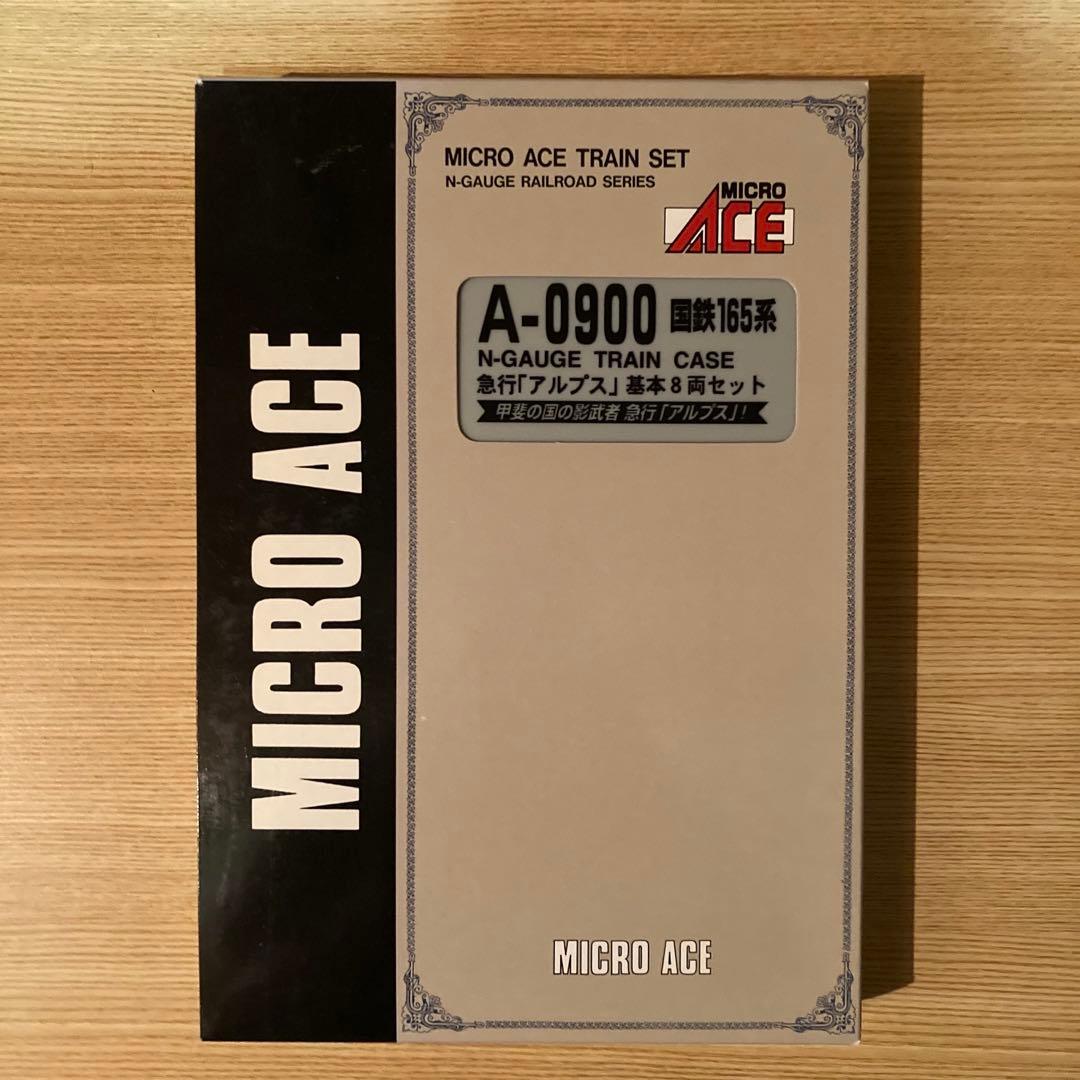 MICRO ACE
MICRO ACE TRAIN SET
N-GAUGE RAILROAD SERIES
MICRO
ACE
A-0900 国鉄165系
N-GAUGE TRAIN CASE
急行「アルプス」基本8両セット
甲斐の国の影武者 急行「アルプス」!
MICRO ACE